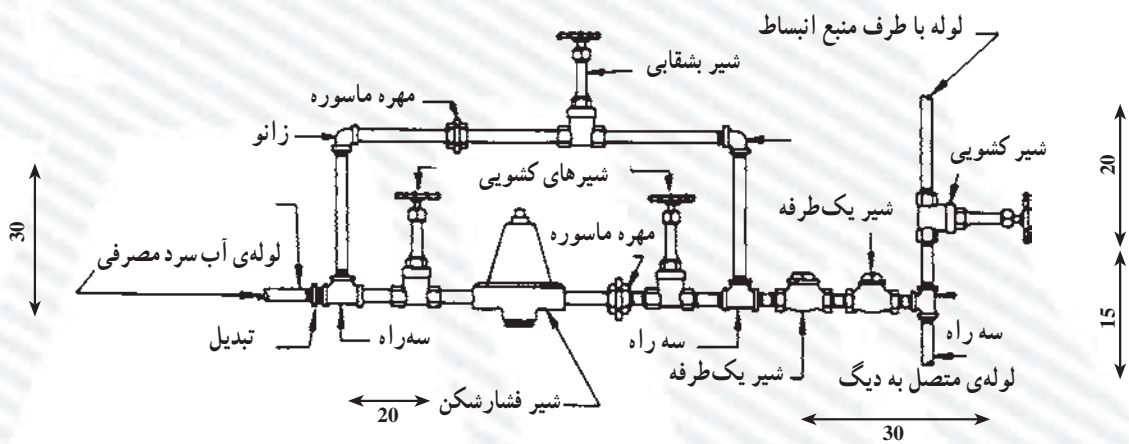 لوله با طرف منبع انبساط
شیر بشقابی
مهره ماسوره
زانو
شیر کشویی
20
شیرهای کشویی
شیر یک‌طرفه
مهره ماسوره
30
لوله‌ی آب سرد مصرفی
15
تبدیل
سه‌راه
سه راه
سه راه
شیر یک‌طرفه
لوله‌ی متصل به دیگ
شیر فشارشکن
20
30